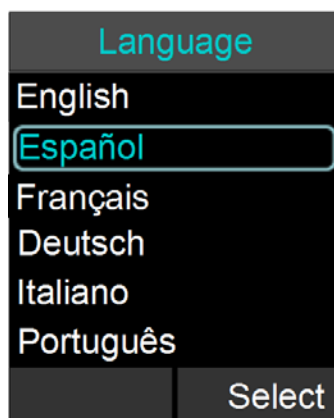 Language
English
Español
Français
Deutsch
Italiano
Português
Select